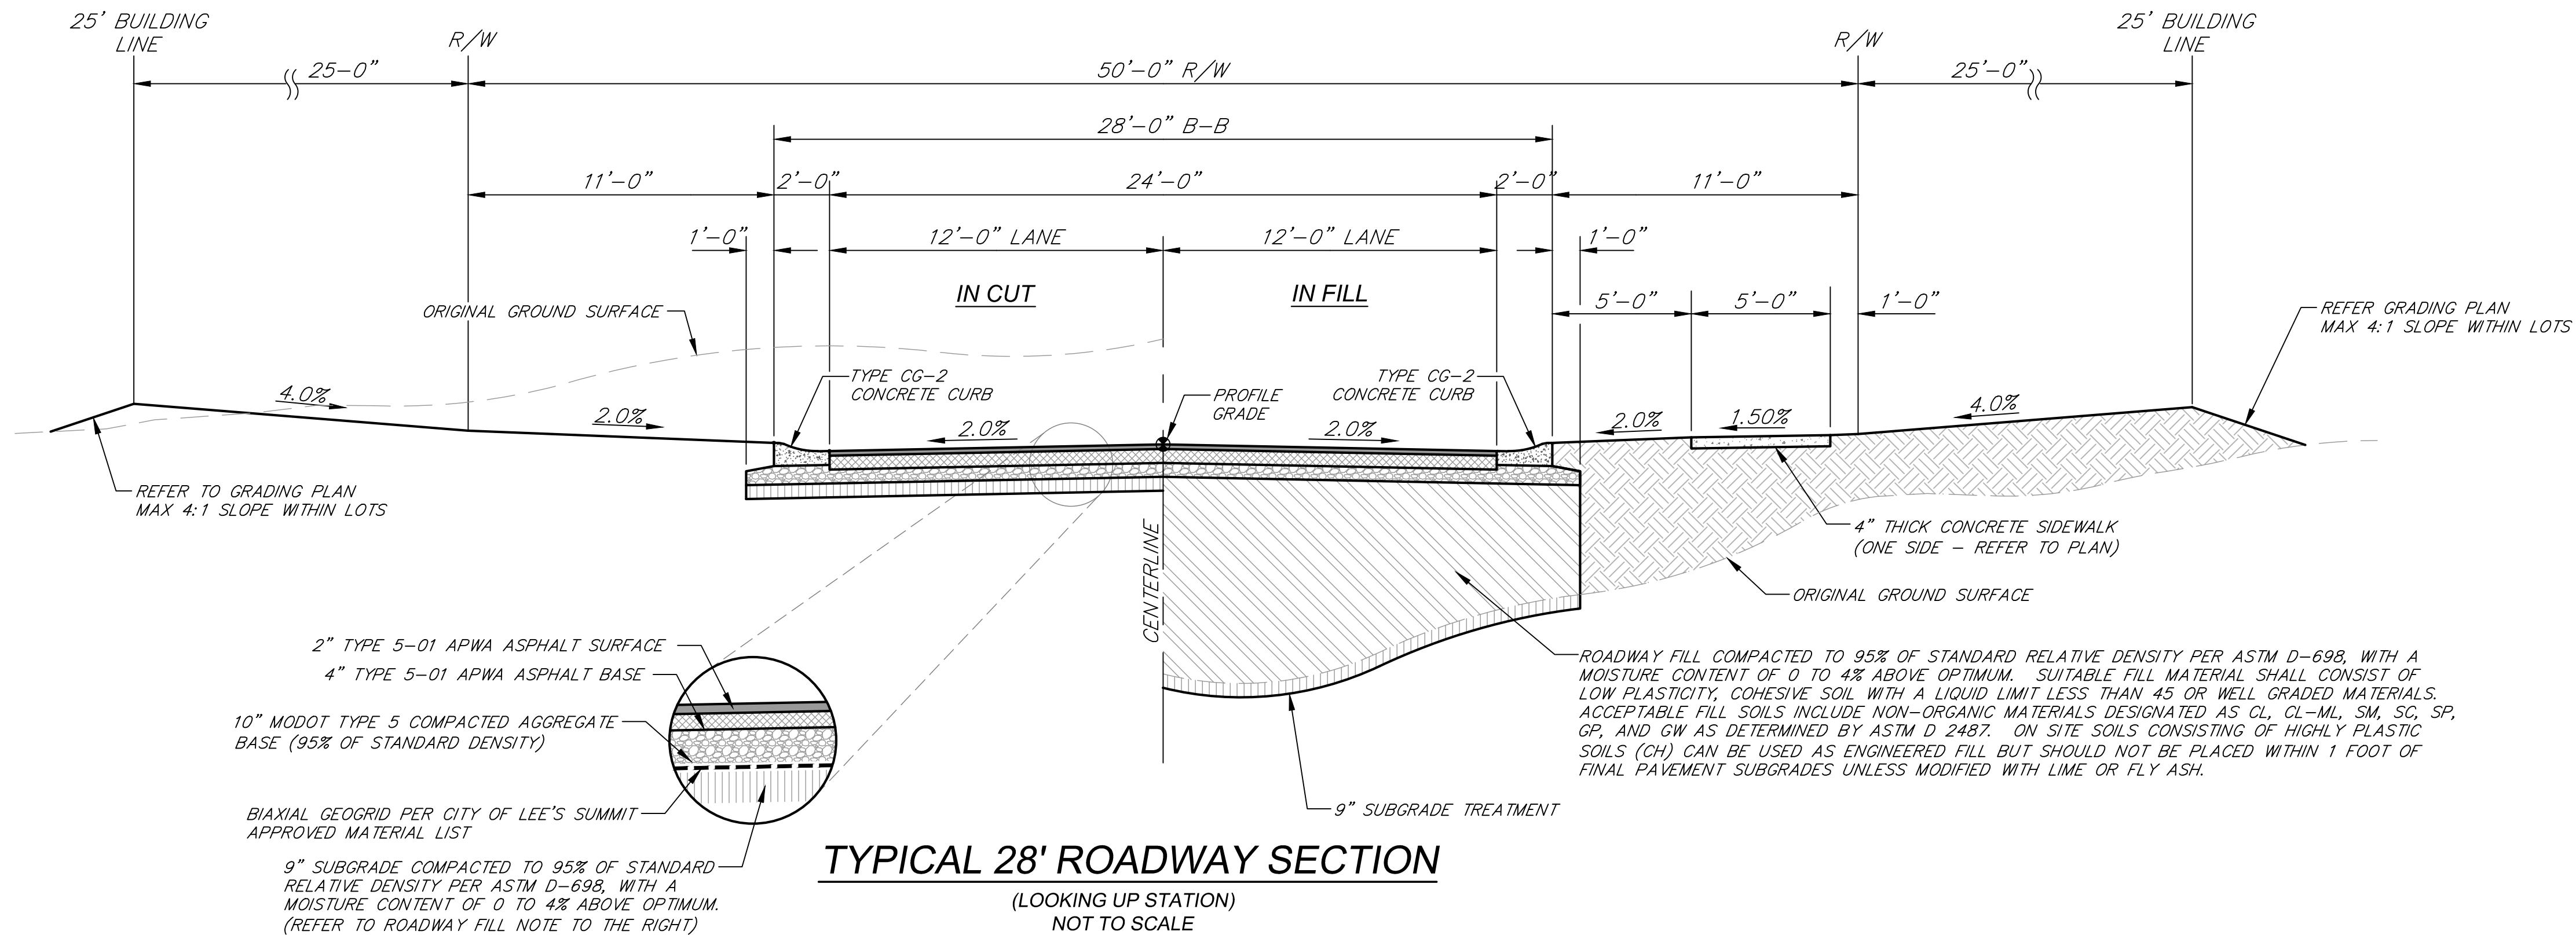 25' BUILDING
LINE
R/W
R/W
25' BUILDING
LINE
25-0"
50'-0" R/W
25'-0"
28'-0" B-B
11'-0"
2'-0"
24'-0"
2'-0"
11'-0"
1'-0"
12'-0" LANE
12'-0" LANE
1'-0"
IN CUT
IN FILL
5'-0"
5'-0"
1'-0"
ORIGINAL GROUND SURFACE
REFER GRADING PLAN
MAX 4:1 SLOPE WITHIN LOTS
TYPE CG-2
CONCRETE CURB
PROFILE
GRADE
TYPE CG-2
CONCRETE CURB
4.0%
2.0%
2.0%
2.0%
2.0%
1.50%
4.0%
REFER TO GRADING PLAN
MAX 4:1 SLOPE WITHIN LOTS
4" THICK CONCRETE SIDEWALK
(ONE SIDE - REFER TO PLAN)
CENTERLINE
ORIGINAL GROUND SURFACE
2" TYPE 5-01 APWA ASPHALT SURFACE
4" TYPE 5-01 APWA ASPHALT BASE
10" MODOT TYPE 5 COMPACTED AGGREGATE
BASE (95% OF STANDARD DENSITY)
BIAXIAL GEOGRID PER CITY OF LEE'S SUMMIT
APPROVED MATERIAL LIST
9" SUBGRADE COMPACTED TO 95% OF STANDARD
RELATIVE DENSITY PER ASTM D-698, WITH A
MOISTURE CONTENT OF 0 TO 4% ABOVE OPTIMUM.
(REFER TO ROADWAY FILL NOTE TO THE RIGHT)
ROADWAY FILL COMPACTED TO 95% OF STANDARD RELATIVE DENSITY PER ASTM D-698, WITH A
MOISTURE CONTENT OF 0 TO 4% ABOVE OPTIMUM. SUITABLE FILL MATERIAL SHALL CONSIST OF
LOW PLASTICITY, COHESIVE SOIL WITH A LIQUID LIMIT LESS THAN 45 OR WELL GRADED MATERIALS.
ACCEPTABLE FILL SOILS INCLUDE NON-ORGANIC MATERIALS DESIGNATED AS CL, CL-ML, SM, SC, SP,
GP, AND GW AS DETERMINED BY ASTM D 2487. ON SITE SOILS CONSISTING OF HIGHLY PLASTIC
SOILS (CH) CAN BE USED AS ENGINEERED FILL BUT SHOULD NOT BE PLACED WITHIN 1 FOOT OF
FINAL PAVEMENT SUBGRADES UNLESS MODIFIED WITH LIME OR FLY ASH.
9" SUBGRADE TREATMENT
TYPICAL 28' ROADWAY SECTION
(LOOKING UP STATION)
NOT TO SCALE